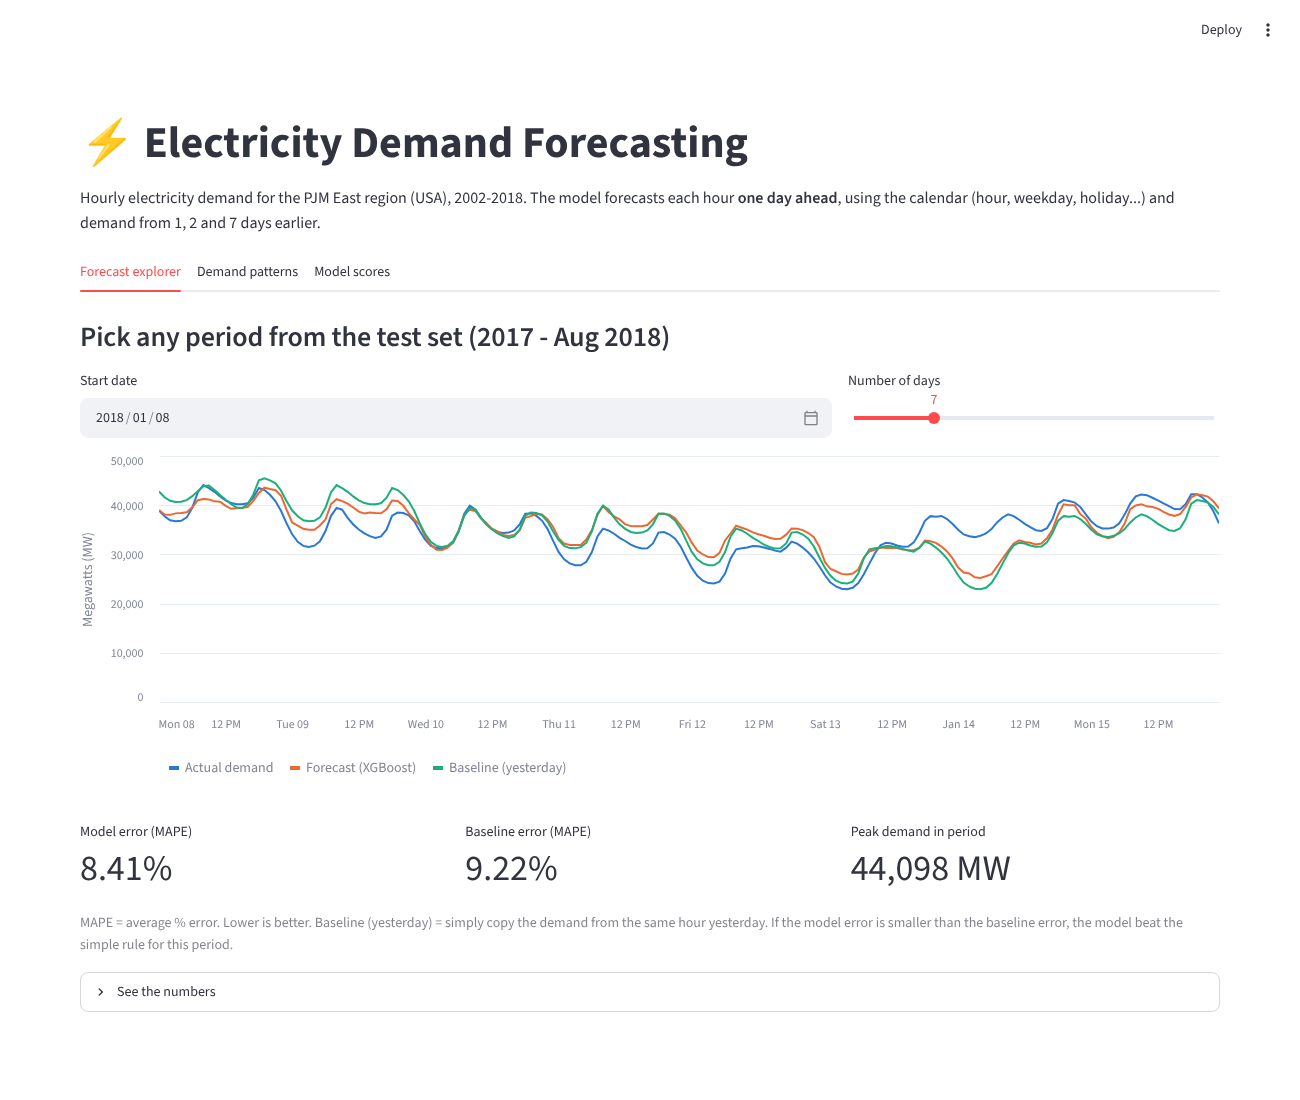 Deploy
⚡ Electricity Demand Forecasting
Hourly electricity demand for the PJM East region (USA), 2002-2018. The model forecasts each hour one day ahead, using the calendar (hour, weekday, holiday...) and
demand from 1, 2 and 7 days earlier.
Forecast explorer Demand patterns Model scores
Pick any period from the test set (2017 - Aug 2018)
Start date
2018 / 01 / 08
Number of days
7
Megawatts (MW)
50,000
40,000
30,000
20,000
10,000
0
Mon 08 12 PM Tue 09 12 PM Wed 10 12 PM Thu 11 12 PM Fri 12 12 PM Sat 13 12 PM Jan 14 12 PM Mon 15 12 PM
Actual demand Forecast (XGBoost) Baseline (yesterday)
Model error (MAPE)
8.41%
Baseline error (MAPE)
9.22%
Peak demand in period
44,098 MW
MAPE = average % error. Lower is better. Baseline (yesterday) = simply copy the demand from the same hour yesterday. If the model error is smaller than the baseline error, the model beat the
simple rule for this period.
See the numbers